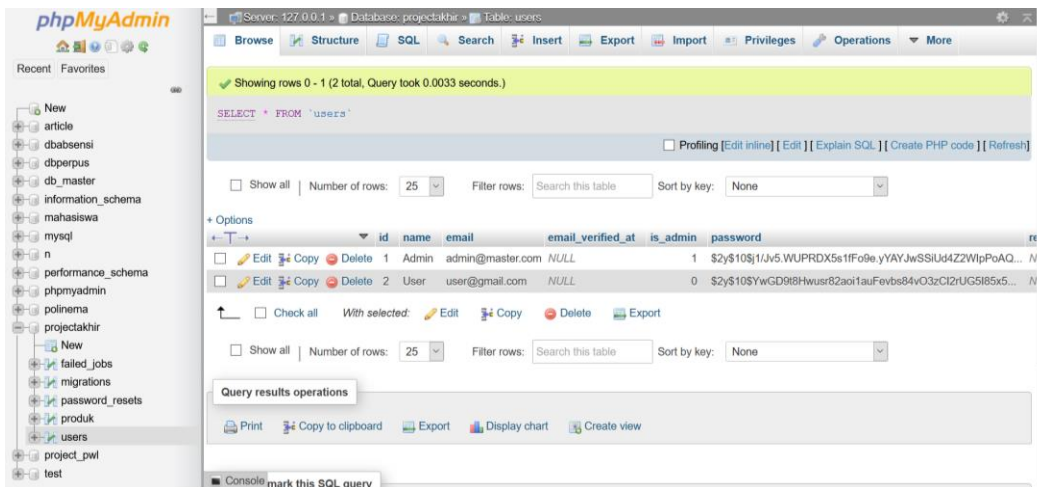 phpMyAdmin
Recent Favorites
New
article
dbabsensi
dbperpus
db_master
information_schema
mahasiswa
mysql
n
performance_schema
phpmyadmin
polinema
projectakhir
New
failed_jobs
migrations
password_resets
produk
users
project_pwl
test
Server: 127.0.0.1 » Database: projectakhir » Table: users
Browse Structure SQL Search Insert Export Import Privileges Operations More
Showing rows 0 - 1 (2 total, Query took 0.0033 seconds.)
SELECT * FROM `users`
Profiling [Edit inline] [ Edit ] [ Explain SQL ] [ Create PHP code ] [ Refresh]
Show all | Number of rows: 25 Filter rows: Search this table Sort by key: None
+ Options
id name email email_verified_at is_admin password re
Edit Copy Delete 1 Admin admin@master.com NULL 1 $2y$10$j1/Jv5.WUPRDX5s1fFo9e.yYAYJwSSiUd4Z2WIpPoAQ... N
Edit Copy Delete 2 User user@gmail.com NULL 0 $2y$10$YwGD9t8Hwusr82aoi1auFevbs84vO3zCl2rUG5I85x5... N
Check all With selected: Edit Copy Delete Export
Show all | Number of rows: 25 Filter rows: Search this table Sort by key: None
Query results operations
Print Copy to clipboard Export Display chart Create view
Console mark this SQL query